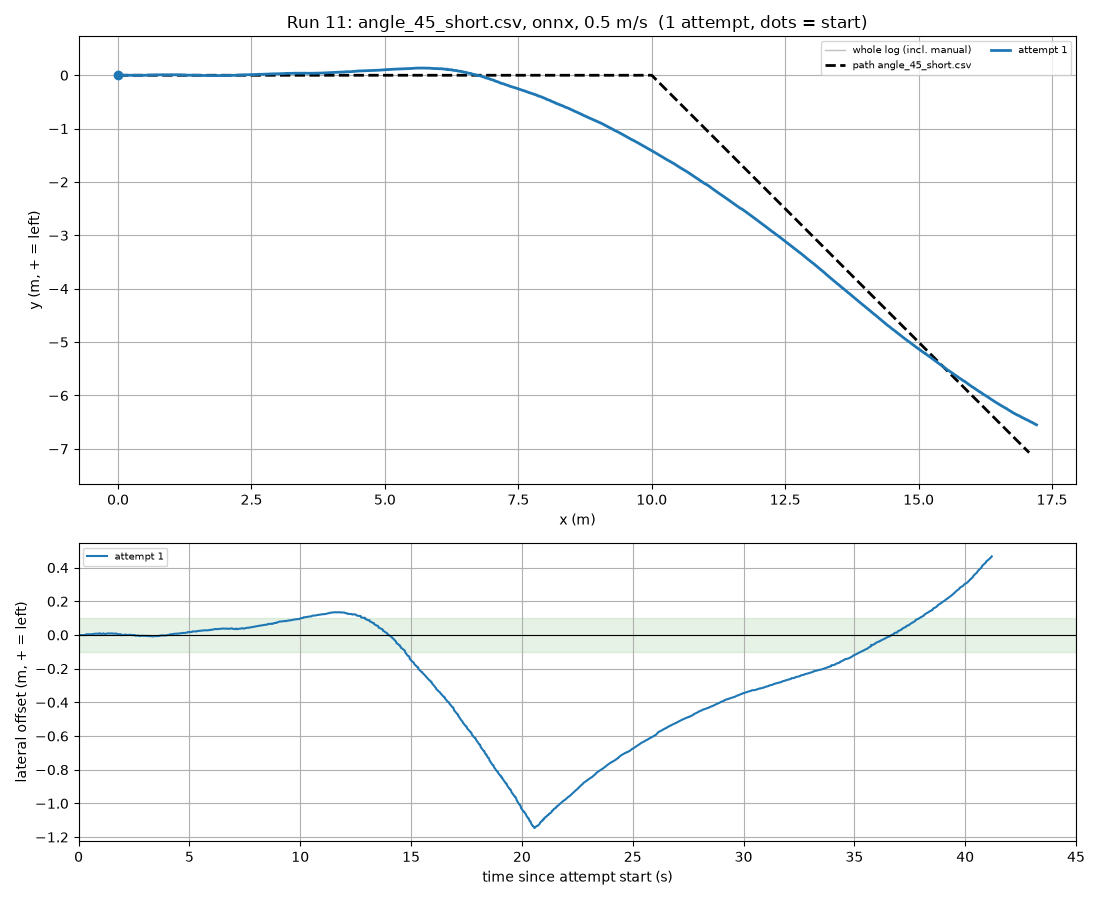 Run 11: angle_45_short.csv, onnx, 0.5 m/s  (1 attempt, dots = start)
whole log (incl. manual)
path angle_45_short.csv
attempt 1
0
−1
−2
−3
−4
−5
−6
−7
y (m, + = left)
0.0 2.5 5.0 7.5 10.0 12.5 15.0 17.5
x (m)
attempt 1
0.4
0.2
0.0
−0.2
−0.4
−0.6
−0.8
−1.0
−1.2
lateral offset (m, + = left)
0 5 10 15 20 25 30 35 40 45
time since attempt start (s)